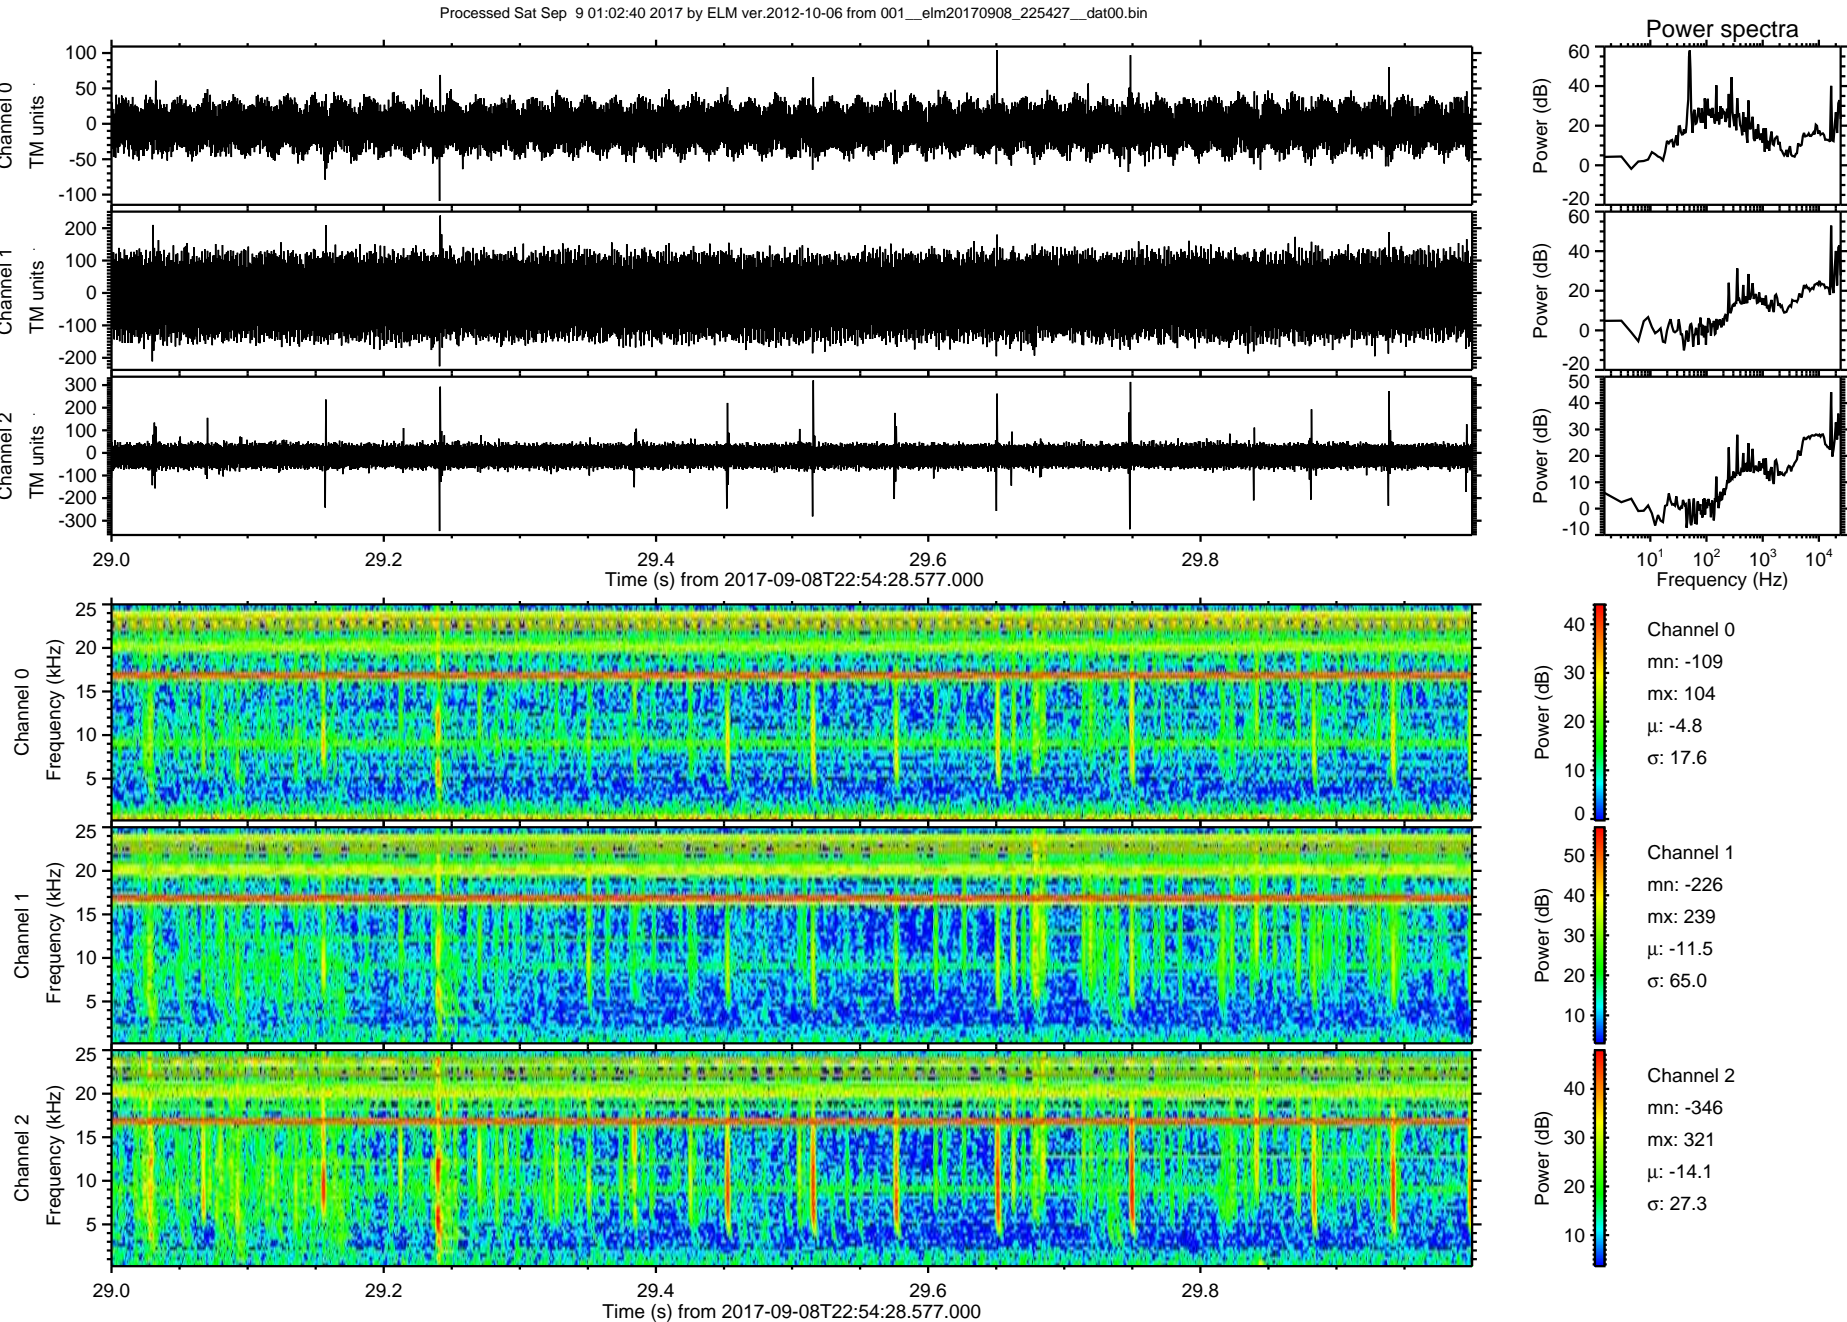 Processed Sat Sep 9 01:02:40 2017 by ELM ver.2012-10-06 from 001__elm20170908_225427__dat00.bin
Power spectra
Channel 0
TM units
100
50
0
-50
-100
Power (dB)
60
40
20
0
-20
Channel 1
TM units
200
100
0
-100
-200
Power (dB)
60
40
20
0
-20
Channel 2
TM units
300
200
100
0
-100
-200
-300
Power (dB)
50
40
30
20
10
0
-10
29.0 29.2 29.4 29.6 29.8
Time (s) from 2017-09-08T22:54:28.577.000
10¹ 10² 10³ 10⁴
Frequency (Hz)
Channel 0
Frequency (kHz)
25
20
15
10
5
Power (dB)
40
30
20
10
0
Channel 0
mn: -109
mx: 104
μ: -4.8
σ: 17.6
Channel 1
Frequency (kHz)
25
20
15
10
5
Power (dB)
50
40
30
20
10
Channel 1
mn: -226
mx: 239
μ: -11.5
σ: 65.0
Channel 2
Frequency (kHz)
25
20
15
10
5
Power (dB)
40
30
20
10
Channel 2
mn: -346
mx: 321
μ: -14.1
σ: 27.3
29.0 29.2 29.4 29.6 29.8
Time (s) from 2017-09-08T22:54:28.577.000